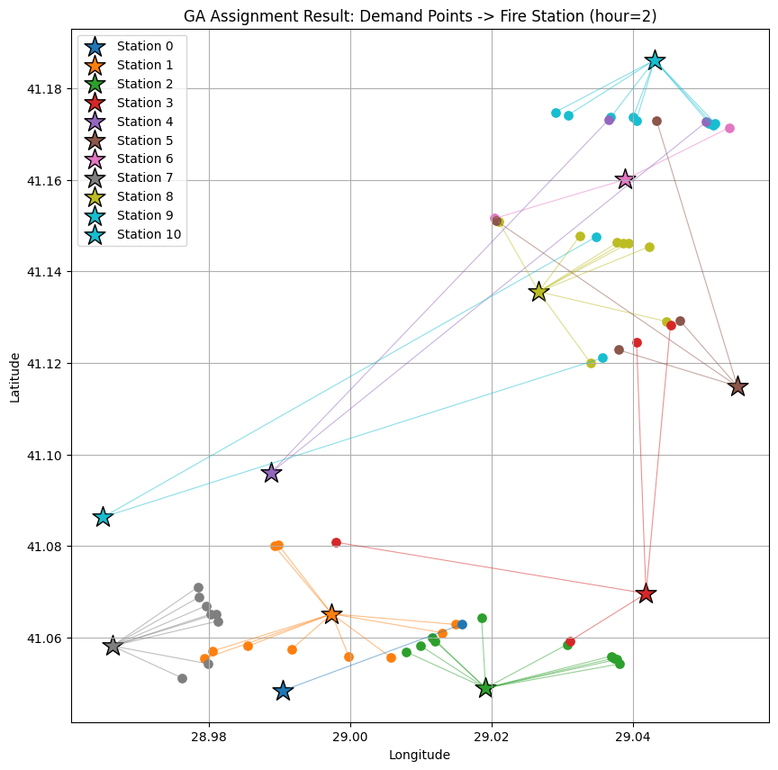 GA Assignment Result: Demand Points -> Fire Station (hour=2)
Station 0
Station 1
Station 2
Station 3
Station 4
Station 5
Station 6
Station 7
Station 8
Station 9
Station 10
41.18
41.16
41.14
41.12
41.10
41.08
41.06
Latitude
28.98 29.00 29.02 29.04
Longitude